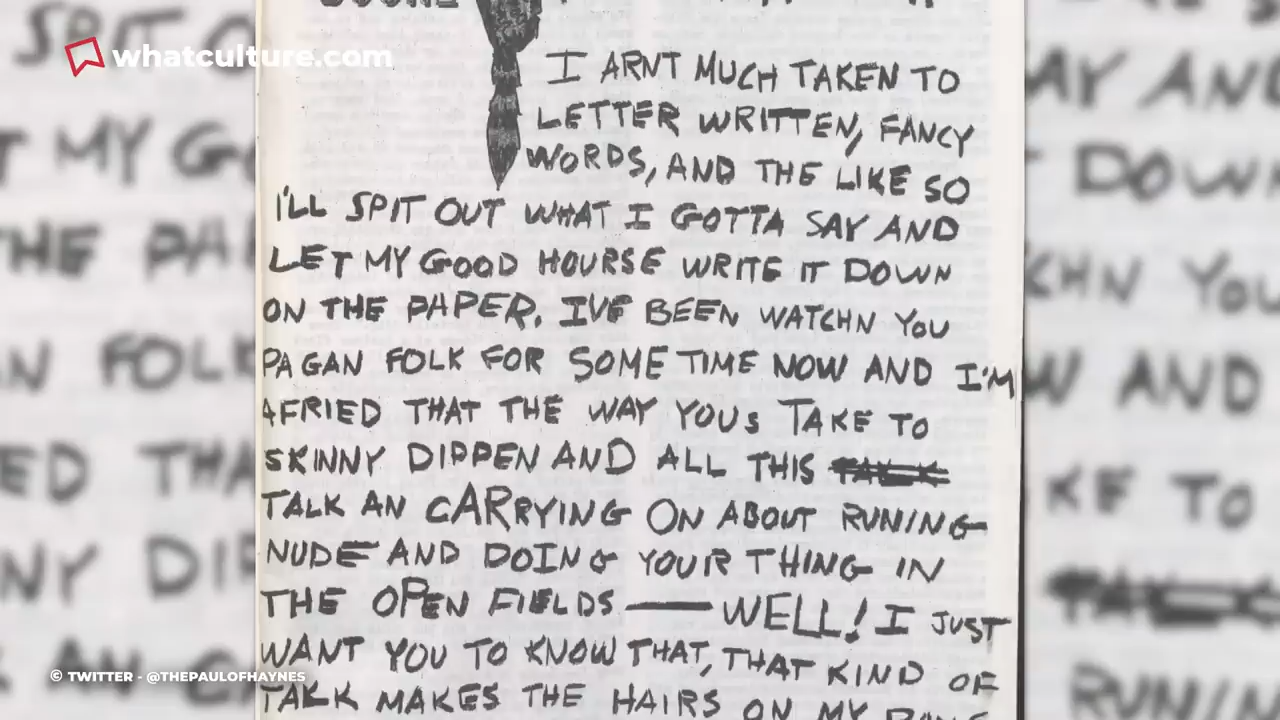 whatculture.com
I ARNT MUCH TAKEN TO
LETTER WRITTEN, FANCY
WORDS, AND THE LIKE SO
I'LL SPIT OUT WHAT I GOTTA SAY AND
LET MY GOOD HOURSE WRITE IT DOWN
ON THE PAPER. IVE BEEN WATCHN YOU
PAGAN FOLK FOR SOME TIME NOW AND I'M
AFRIED THAT THE WAY YOUS TAKE TO
SKINNY DIPPEN AND ALL THIS
TALK AN CARRYING ON ABOUT RUNING
NUDE AND DOING YOUR THING IN
THE OPEN FIELDS — WELL! I JUST
WANT YOU TO KNOW THAT, THAT KIND OF
TALK MAKES THE HAIRS ON MY
© TWITTER - @THEPAULOFHAYNES